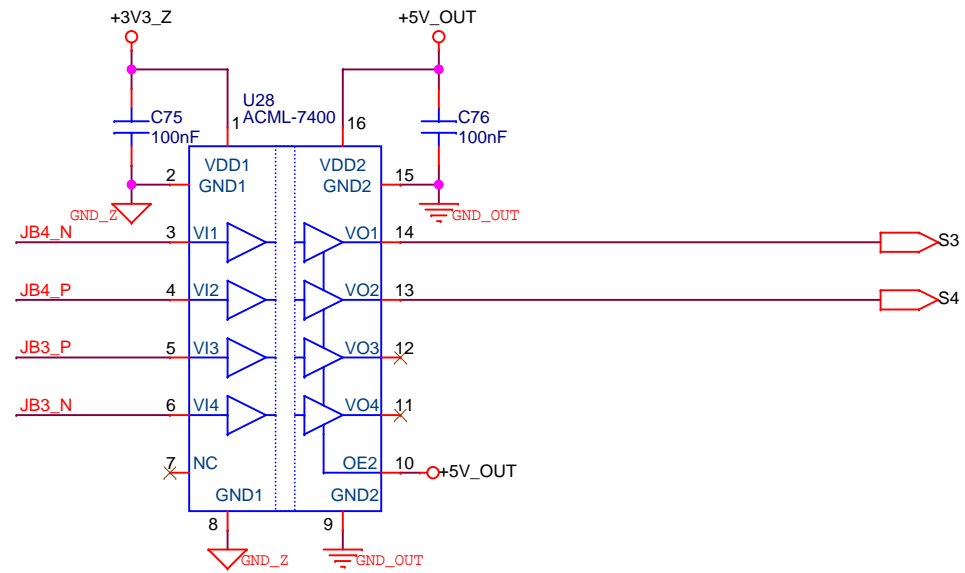 +3V3_Z
+5V_OUT
U28
ACML-7400
C75
100nF
C76
100nF
1
16
VDD1
VDD2
2
GND1
GND2
15
GND_Z
GND_OUT
JB4_N
3
VI1
VO1
14
S3
JB4_P
4
VI2
VO2
13
S4
JB3_P
5
VI3
VO3
12
JB3_N
6
VI4
VO4
11
7
NC
OE2
10
+5V_OUT
GND1
GND2
8
9
GND_Z
GND_OUT